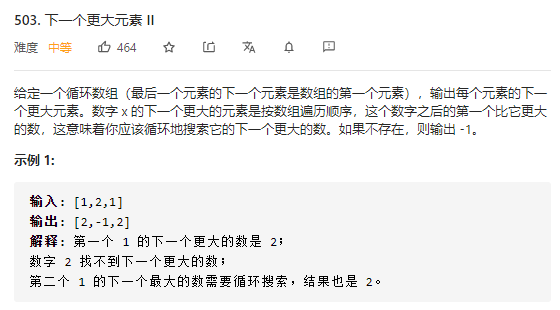 503. 下一个更大元素 II
难度 中等 464
给定一个循环数组（最后一个元素的下一个元素是数组的第一个元素），输出每个元素的下一
个更大元素。数字 x 的下一个更大的元素是按数组遍历顺序，这个数字之后的第一个比它更大
的数，这意味着你应该循环地搜索它的下一个更大的数。如果不存在，则输出 -1。
示例 1:
输入: [1,2,1]
输出: [2,-1,2]
解释: 第一个 1 的下一个更大的数是 2；
数字 2 找不到下一个更大的数；
第二个 1 的下一个最大的数需要循环搜索，结果也是 2。